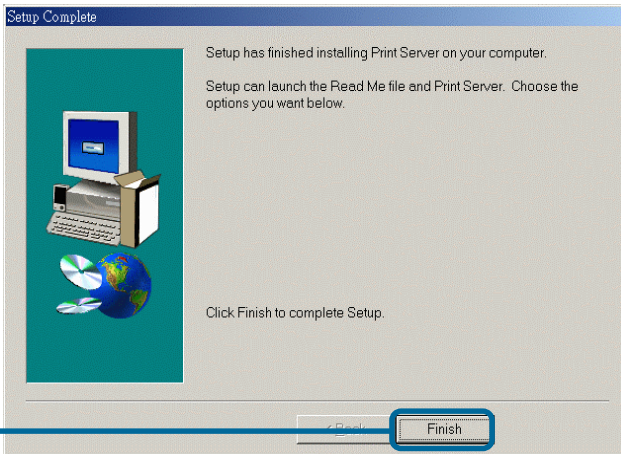 Setup Complete
Setup has finished installing Print Server on your computer.
Setup can launch the Read Me file and Print Server. Choose the
options you want below.
Click Finish to complete Setup.
< Back
Finish